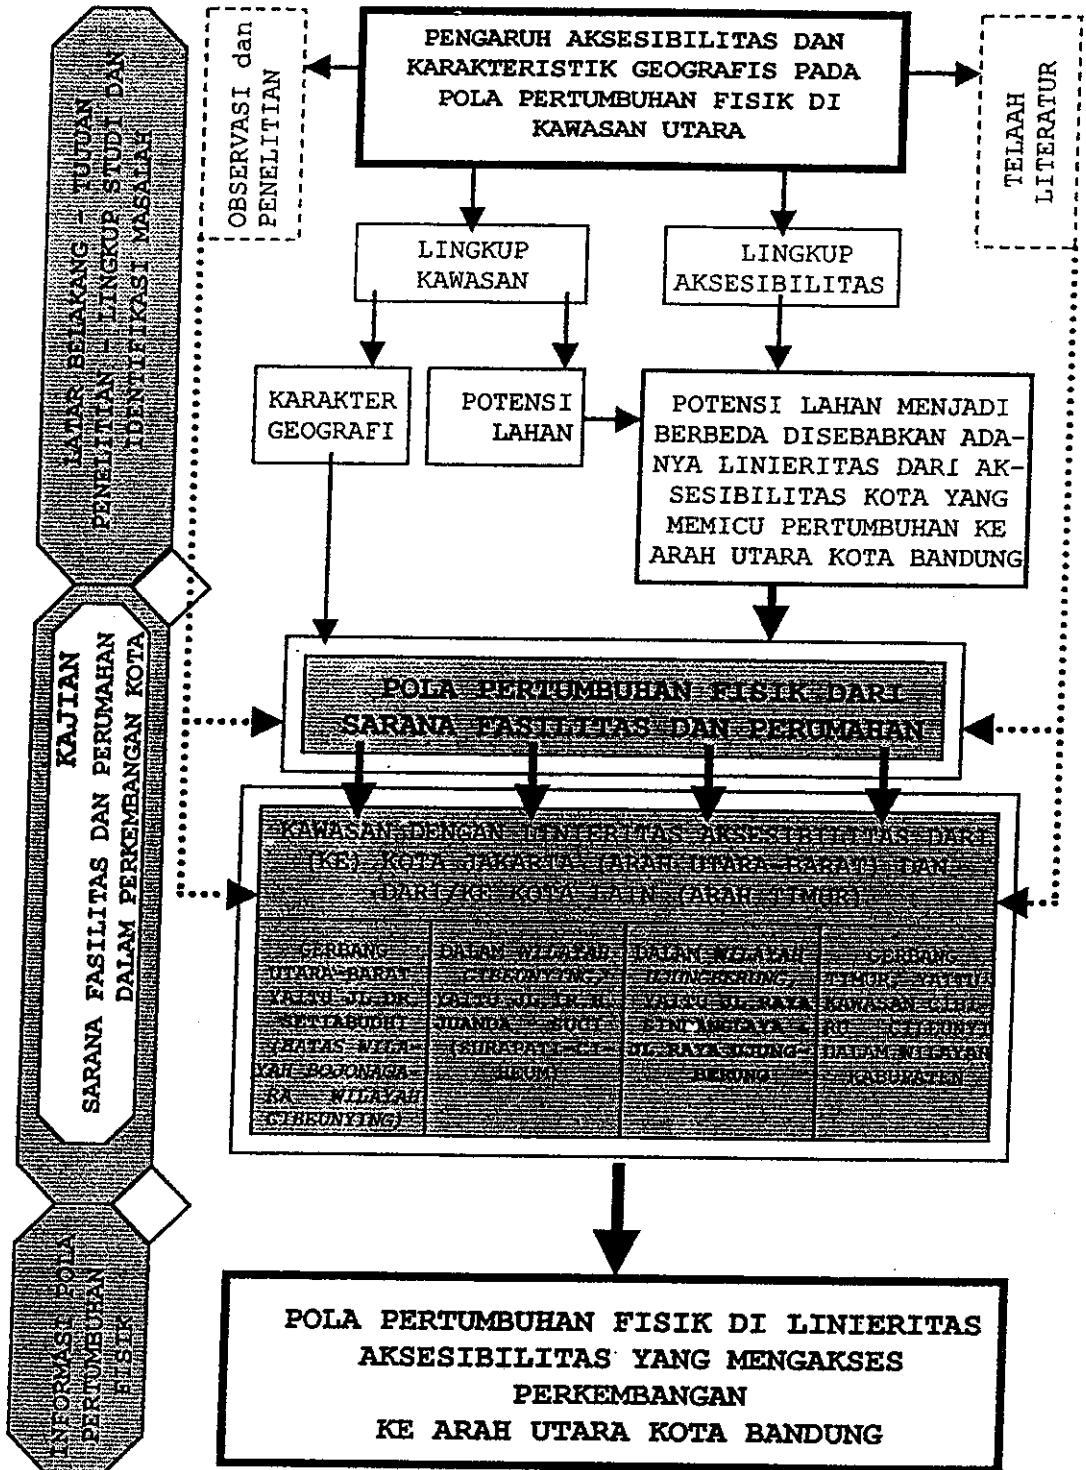 PENGARUH AKSESIBILITAS DAN
KARAKTERISTIK GEOGRAFIS PADA
POLA PERTUMBUHAN FISIK DI
KAWASAN UTARA
OBSERVASI dan
PENELITIAN
TELAAH
LITERATUR
LATAR BELAKANG - TUJUAN
PENELITIAN - LINGKUP STUDI DAN
IDENTIFIKASI MASALAH
LINGKUP
KAWASAN
LINGKUP
AKSESIBILITAS
KARAKTER
GEOGRAFI
POTENSI
LAHAN
POTENSI LAHAN MENJADI
BERBEDA DISEBABKAN ADA-
NYA LINIERITAS DARI AK-
SESIBILITAS KOTA YANG
MEMICU PERTUMBUHAN KE
ARAH UTARA KOTA BANDUNG
KAJIAN
SARANA FASILITAS DAN PERUMAHAN
DALAM PERKEMBANGAN KOTA
POLA PERTUMBUHAN FISIK DARI
SARANA FASILITAS DAN PERUMAHAN
KAWASAN DENGAN LINIERITAS AKSESIBILITAS DARI
(KE) KOTA JAKARTA (ARAH UTARA-BARAT) DAN
DARI/KE KOTA LAIN (ARAH TIMUR)
GERBANG
UTARA-BARAT
YAITU JL.DR.
SETIABUDHI
(BATAS WILA-
YAH BOJONAGA-
RA WILAYAH
CIBEUNYING)
DALAM WILAYAH
CIBEUNYING,
YAITU JL.IR.H.
JUANDA
(SURAPATI-CI-
DALAM WILAYAH
UJUNGBERUNG,
YAITU JL.RAYA
JL RAYA UJUNG-
BERUNG
GERBANG
TIMUR, YAITU
KAWASAN CIBI-
RU CILEUNYI
DALAM WILAYAH
KABUPATEN
INFORMASI POLA
PERTUMBUHAN
FISIK
POLA PERTUMBUHAN FISIK DI LINIERITAS
AKSESIBILITAS YANG MENGAKSES
PERKEMBANGAN
KE ARAH UTARA KOTA BANDUNG